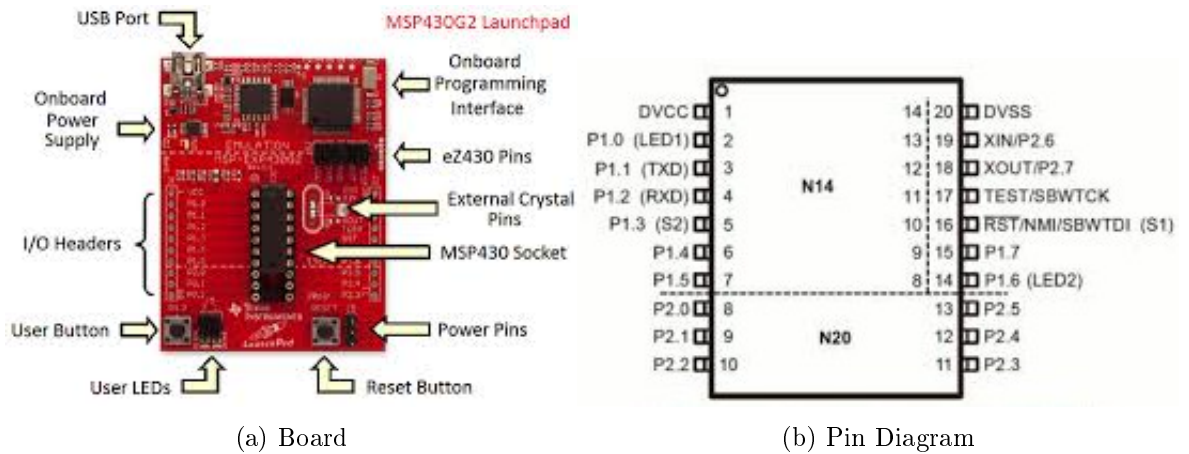 USB Port
MSP430G2 Launchpad
Onboard
Programming
Interface
Onboard
Power
Supply
EMULATION
MSP-EXP430G2
eZ430 Pins
External Crystal
Pins
I/O Headers
MSP430 Socket
User Button
Power Pins
User LEDs
Reset Button
LaunchPad
(a) Board
DVCC 1 14 20 DVSS
P1.0 (LED1) 2 13 19 XIN/P2.6
P1.1 (TXD) 3 12 18 XOUT/P2.7
P1.2 (RXD) 4 N14 11 17 TEST/SBWTCK
P1.3 (S2) 5 10 16 RST/NMI/SBWTDI (S1)
P1.4 6 9 15 P1.7
P1.5 7 8 14 P1.6 (LED2)
P2.0 8 13 P2.5
P2.1 9 N20 12 P2.4
P2.2 10 11 P2.3
(b) Pin Diagram